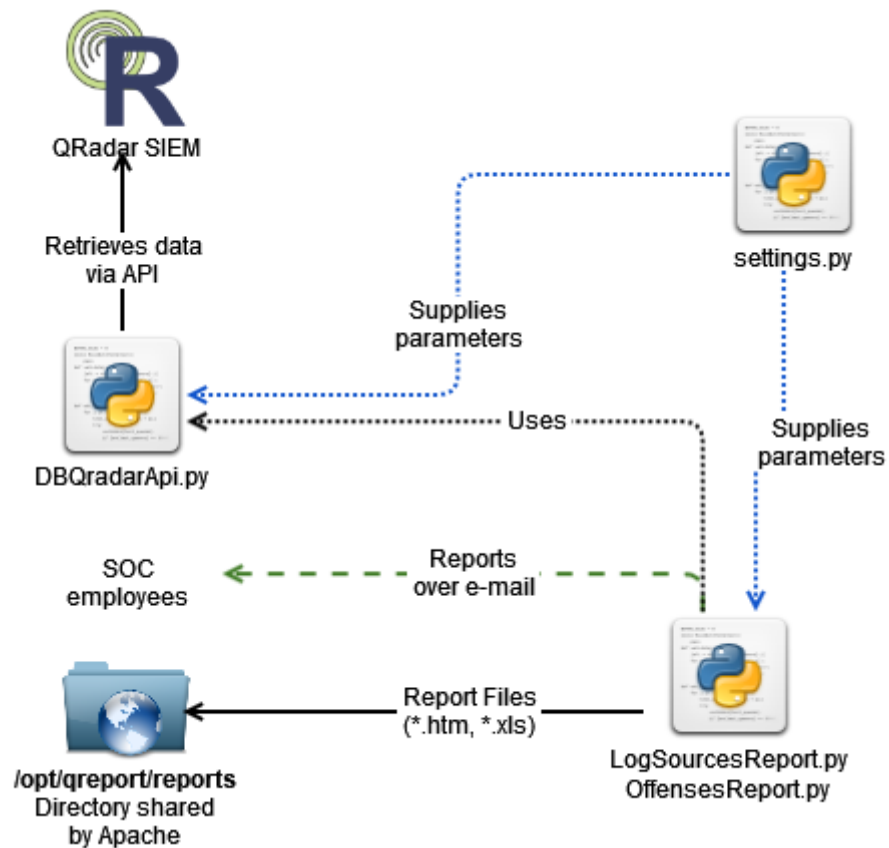 R
QRadar SIEM
Retrieves data
via API
settings.py
Supplies
parameters
DBQradarApi.py
Uses
Supplies
parameters
SOC
employees
Reports
over e-mail
Report Files
(*.htm, *.xls)
LogSourcesReport.py
OffensesReport.py
/opt/qreport/reports
Directory shared
by Apache